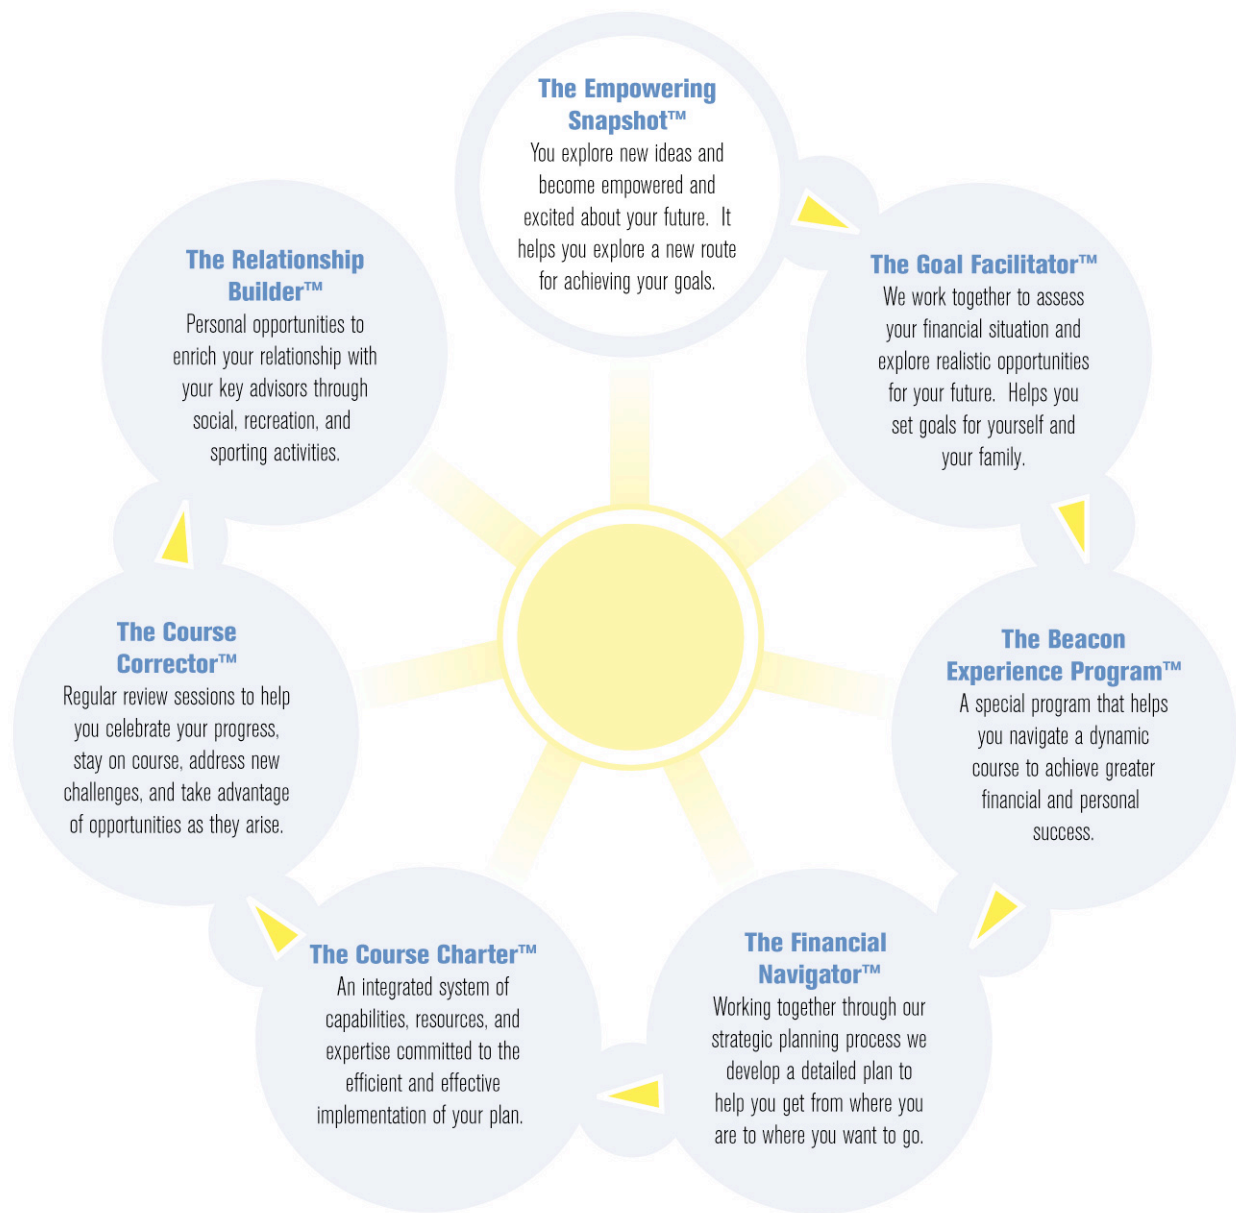 The Empowering
Snapshot™
You explore new ideas and
become empowered and
excited about your future.  It
helps you explore a new route
for achieving your goals.
The Goal Facilitator™
We work together to assess
your financial situation and
explore realistic opportunities
for your future.  Helps you
set goals for yourself and
your family.
The Beacon
Experience Program™
A special program that helps
you navigate a dynamic
course to achieve greater
financial and personal
success.
The Financial
Navigator™
Working together through our
strategic planning process we
develop a detailed plan to
help you get from where you
are to where you want to go.
The Course Charter™
An integrated system of
capabilities, resources, and
expertise committed to the
efficient and effective
implementation of your plan.
The Course
Corrector™
Regular review sessions to help
you celebrate your progress,
stay on course, address new
challenges, and take advantage
of opportunities as they arise.
The Relationship
Builder™
Personal opportunities to
enrich your relationship with
your key advisors through
social, recreation, and
sporting activities.